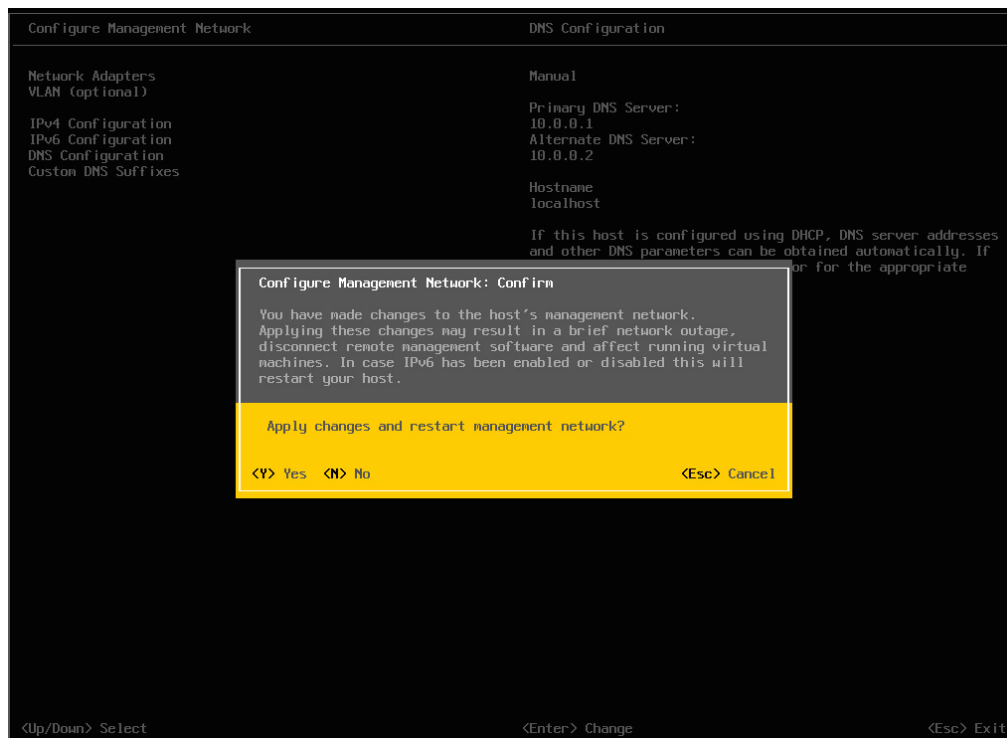 Configure Management Network
DNS Configuration
Network Adapters
VLAN (optional)
IPv4 Configuration
IPv6 Configuration
DNS Configuration
Custom DNS Suffixes
Manual
Primary DNS Server:
10.0.0.1
Alternate DNS Server:
10.0.0.2
Hostname
localhost
If this host is configured using DHCP, DNS server addresses
and other DNS parameters can be obtained automatically. If
or for the appropriate
Configure Management Network: Confirm
You have made changes to the host's management network.
Applying these changes may result in a brief network outage,
disconnect remote management software and affect running virtual
machines. In case IPv6 has been enabled or disabled this will
restart your host.
Apply changes and restart management network?
<Y> Yes <N> No <Esc> Cancel
<Up/Down> Select <Enter> Change <Esc> Exit